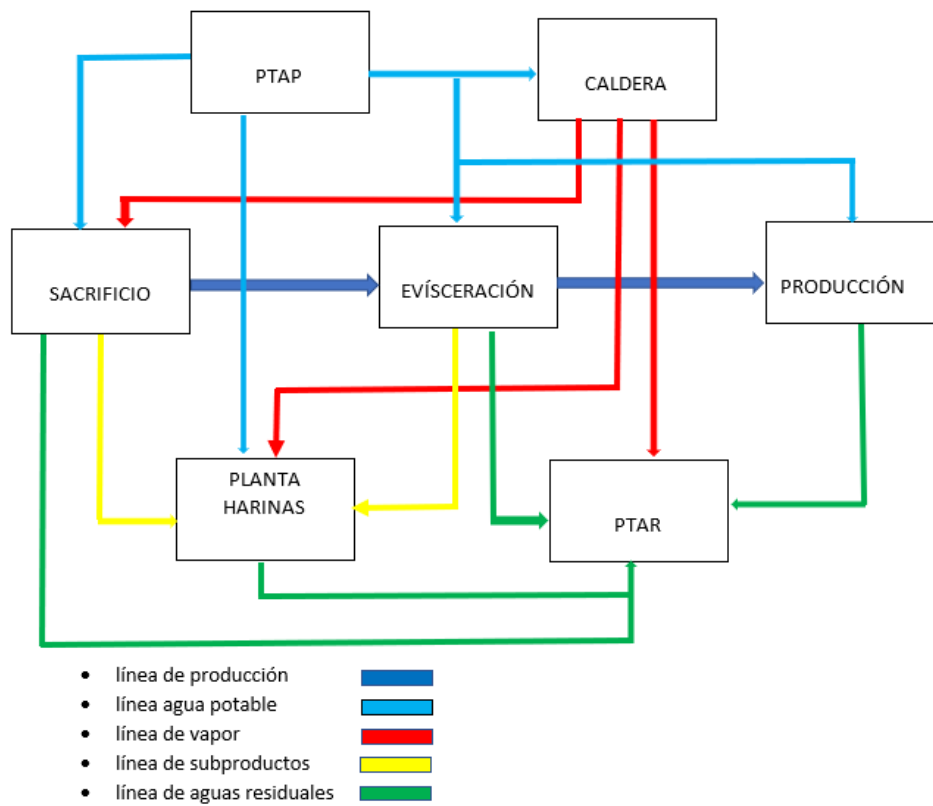 PTAP
CALDERA
SACRIFICIO
EVÍSCERACIÓN
PRODUCCIÓN
PLANTA
HARINAS
PTAR
• línea de producción
• línea agua potable
• línea de vapor
• línea de subproductos
• línea de aguas residuales